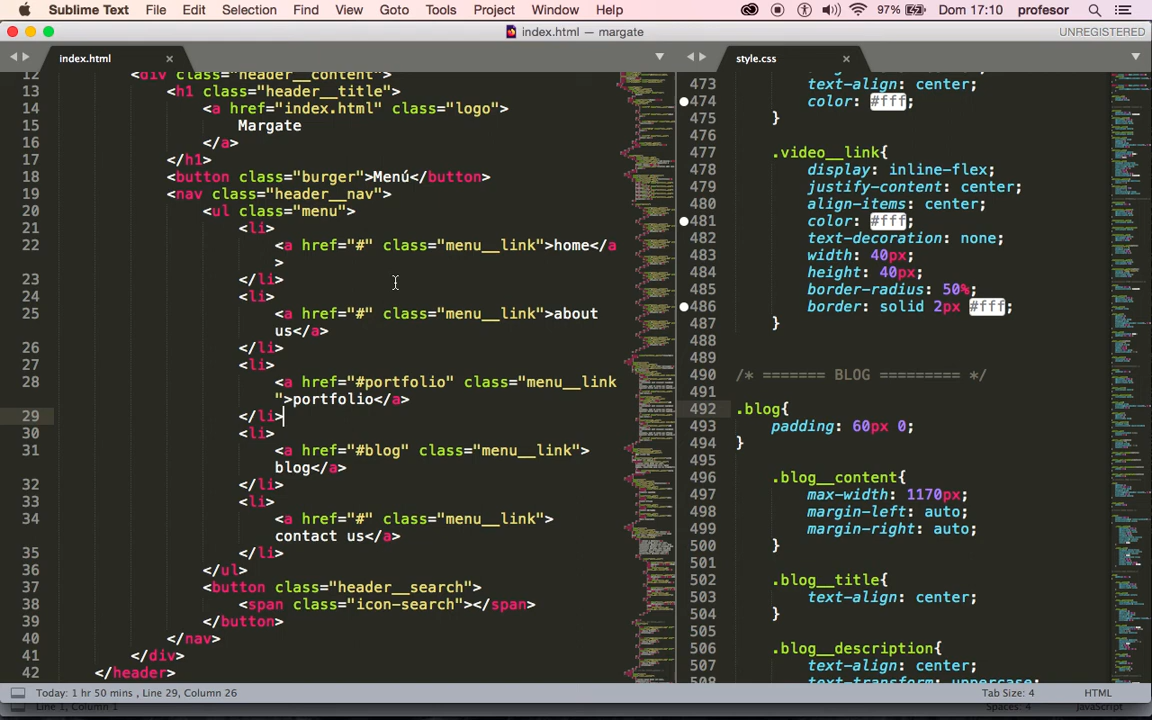 Sublime Text File Edit Selection Find View Goto Tools Project Window Help 97% Dom 17:10 profesor
index.html — margate UNREGISTERED
index.html × style.css ×
12 <div class="header__content">
13 <h1 class="header__title">
14 <a href="index.html" class="logo">
15 Margate
16 </a>
17 </h1>
18 <button class="burger">Menú</button>
19 <nav class="header__nav">
20 <ul class="menu">
21 <li>
22 <a href="#" class="menu__link">home</a
>
23 </li>
24 <li>
25 <a href="#" class="menu__link">about
us</a>
26 </li>
27 <li>
28 <a href="#portfolio" class="menu__link
">portfolio</a>
29 </li>
30 <li>
31 <a href="#blog" class="menu__link">
blog</a>
32 </li>
33 <li>
34 <a href="#" class="menu__link">
contact us</a>
35 </li>
36 </ul>
37 <button class="header__search">
38 <span class="icon-search"></span>
39 </button>
40 </nav>
41 </div>
42 </header>
473 text-align: center;
474 color: #fff;
475 }
476
477 .video__link{
478 display: inline-flex;
479 justify-content: center;
480 align-items: center;
481 color: #fff;
482 text-decoration: none;
483 width: 40px;
484 height: 40px;
485 border-radius: 50%;
486 border: solid 2px #fff;
487 }
488
489
490 /* ======= BLOG ========= */
491
492 .blog{
493 padding: 60px 0;
494 }
495
496 .blog__content{
497 max-width: 1170px;
498 margin-left: auto;
499 margin-right: auto;
500 }
501
502 .blog__title{
503 text-align: center;
504 }
505
506 .blog__description{
507 text-align: center;
508 text-transform: uppercase;
Today: 1 hr 50 mins , Line 29, Column 26 Tab Size: 4 HTML
Line 1, Column 1 Spaces: 4 JavaScript